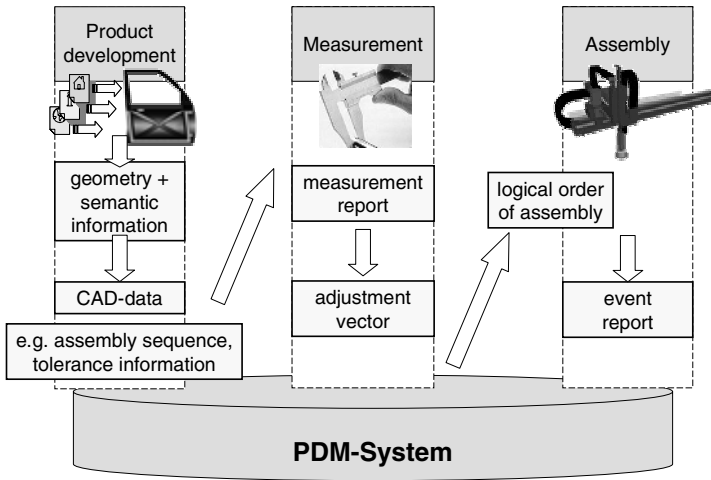 Product
development
geometry +
semantic
information
CAD-data
e.g. assembly sequence,
tolerance information
Measurement
measurement
report
adjustment
vector
logical order
of assembly
Assembly
event
report
PDM-System